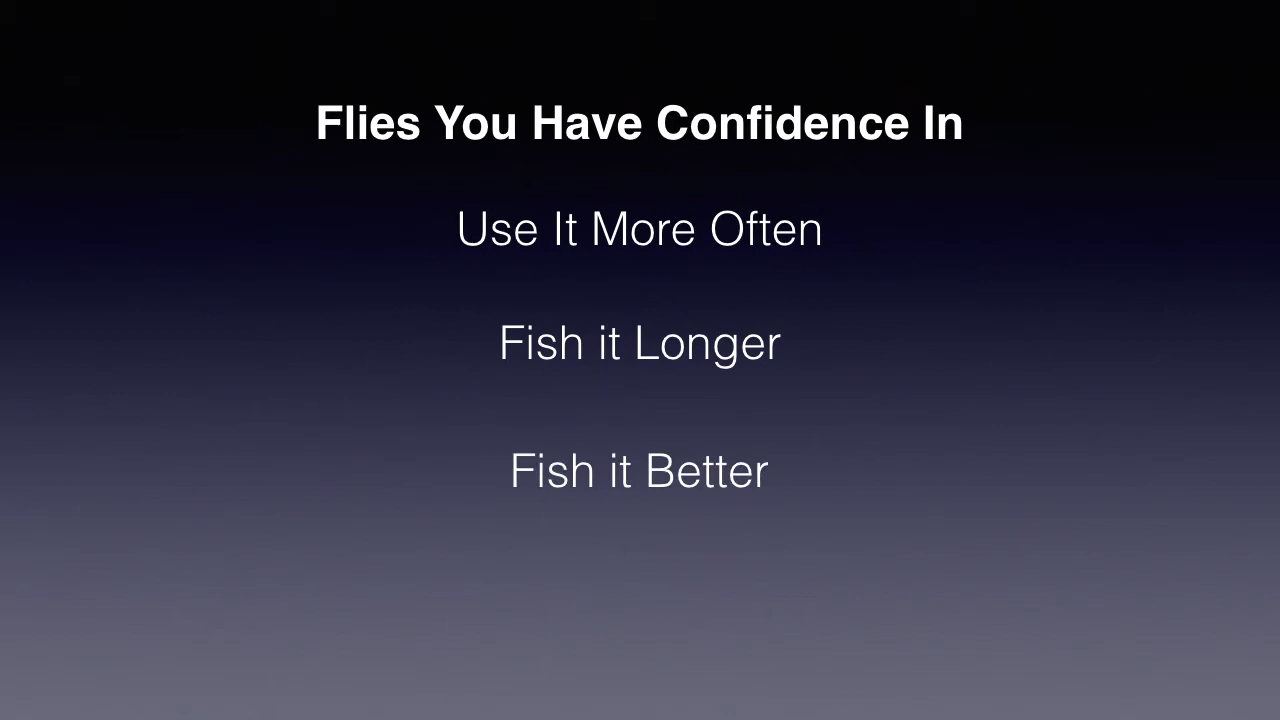 Flies You Have Confidence In
Use It More Often
Fish it Longer
Fish it Better